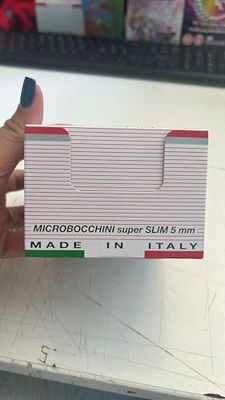 MICROBOCCHINI super SLIM 5 mm
MADE IN ITALY